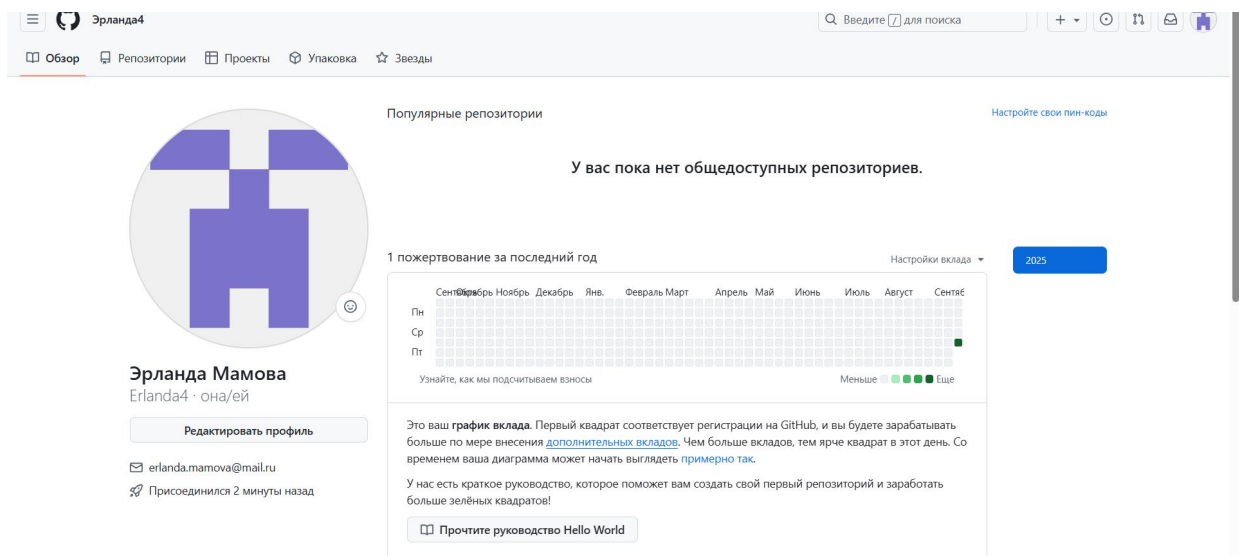 Эрланда4
Введите / для поиска
Обзор Репозитории Проекты Упаковка Звезды
Популярные репозитории
Настройте свои пин-коды
У вас пока нет общедоступных репозиториев.
1 пожертвование за последний год
Настройки вклада
2025
Ноябрь Декабрь Янв. Февраль Март Апрель Май Июнь Июль Август Сентяб
Пн
Ср
Пт
Узнайте, как мы подсчитываем взносы
Меньше Еще
Эрланда Мамова
Erlanda4 · она/ей
Редактировать профиль
erlanda.mamova@mail.ru
Присоединился 2 минуты назад
Это ваш график вклада. Первый квадрат соответствует регистрации на GitHub, и вы будете зарабатывать
больше по мере внесения дополнительных вкладов. Чем больше вкладов, тем ярче квадрат в этот день. Со
временем ваша диаграмма может начать выглядеть примерно так.
У нас есть краткое руководство, которое поможет вам создать свой первый репозиторий и заработать
больше зелёных квадратов!
Прочтите руководство Hello World